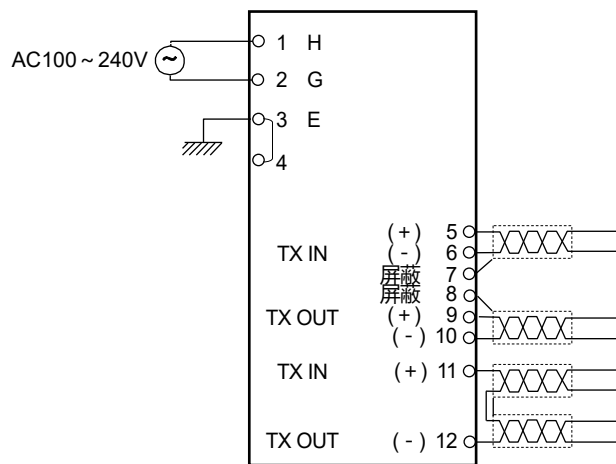 AC100～240V
~
1 H
2 G
3 E
4
TX IN
(+) 5
(-) 6
屏蔽 7
屏蔽 8
TX OUT
(+) 9
(-) 10
TX IN (+) 11
TX OUT (-) 12